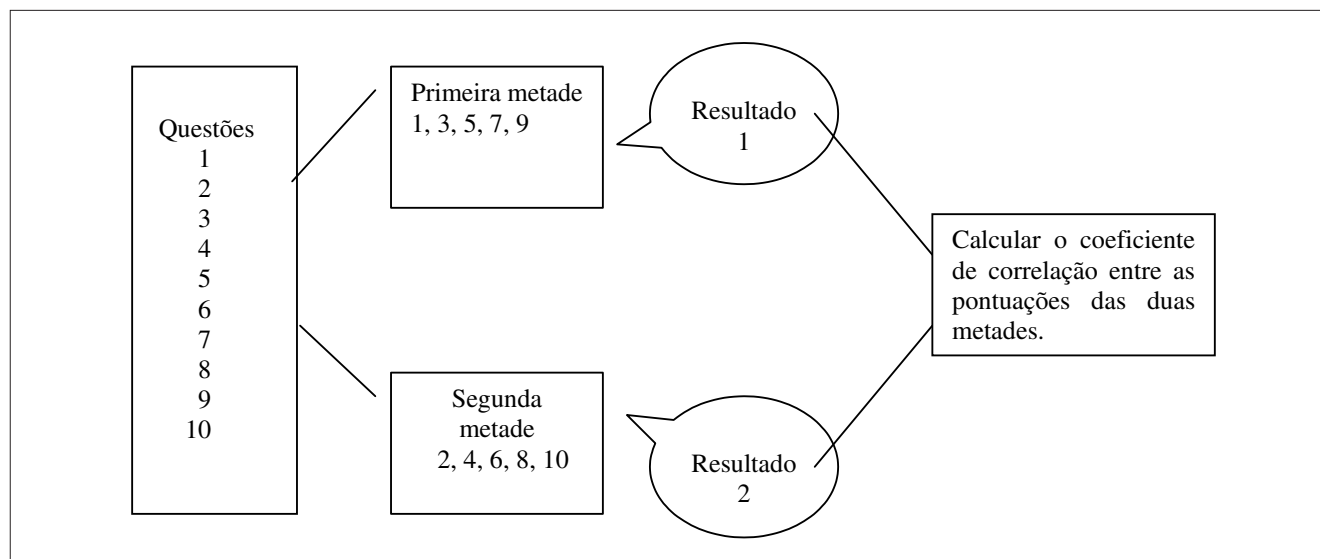 Questões
1
2
3
4
5
6
7
8
9
10
Primeira metade
1, 3, 5, 7, 9
Resultado
1
Segunda
metade
2, 4, 6, 8, 10
Resultado
2
Calcular o coeficiente
de correlação entre as
pontuações das duas
metades.